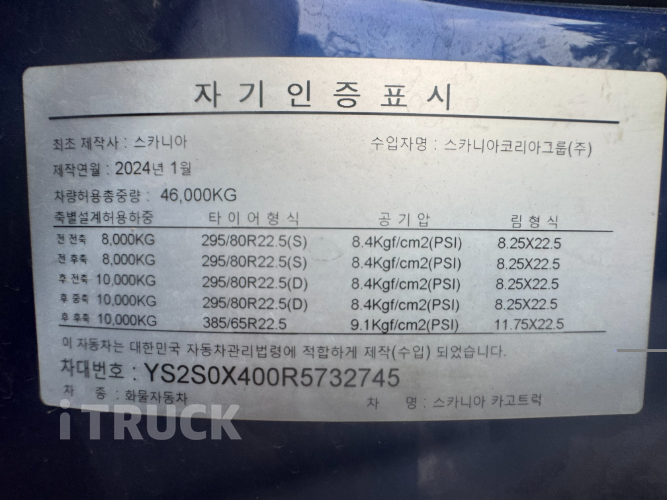 자기인증표시
최초 제작사 : 스카니아 수입자명 : 스카니아코리아그룹(주)
제작연월 : 2024년 1월
차량허용총중량 : 46,000KG
축별설계허용하중 타이어형식 공기압 림형식
전 전축 8,000KG 295/80R22.5(S) 8.4Kgf/cm2(PSI) 8.25X22.5
전 후축 8,000KG 295/80R22.5(S) 8.4Kgf/cm2(PSI) 8.25X22.5
후 전축 10,000KG 295/80R22.5(D) 8.4Kgf/cm2(PSI) 8.25X22.5
후 중축 10,000KG 295/80R22.5(D) 8.4Kgf/cm2(PSI) 8.25X22.5
후 후축 10,000KG 385/65R22.5 9.1Kgf/cm2(PSI) 11.75X22.5
이 자동차는 대한민국 자동차관리법령에 적합하게 제작(수입) 되었습니다.
차대번호 : YS2S0X400R5732745
차 종 : 화물자동차 차 명 : 스카니아 카고트럭
iTRUCK